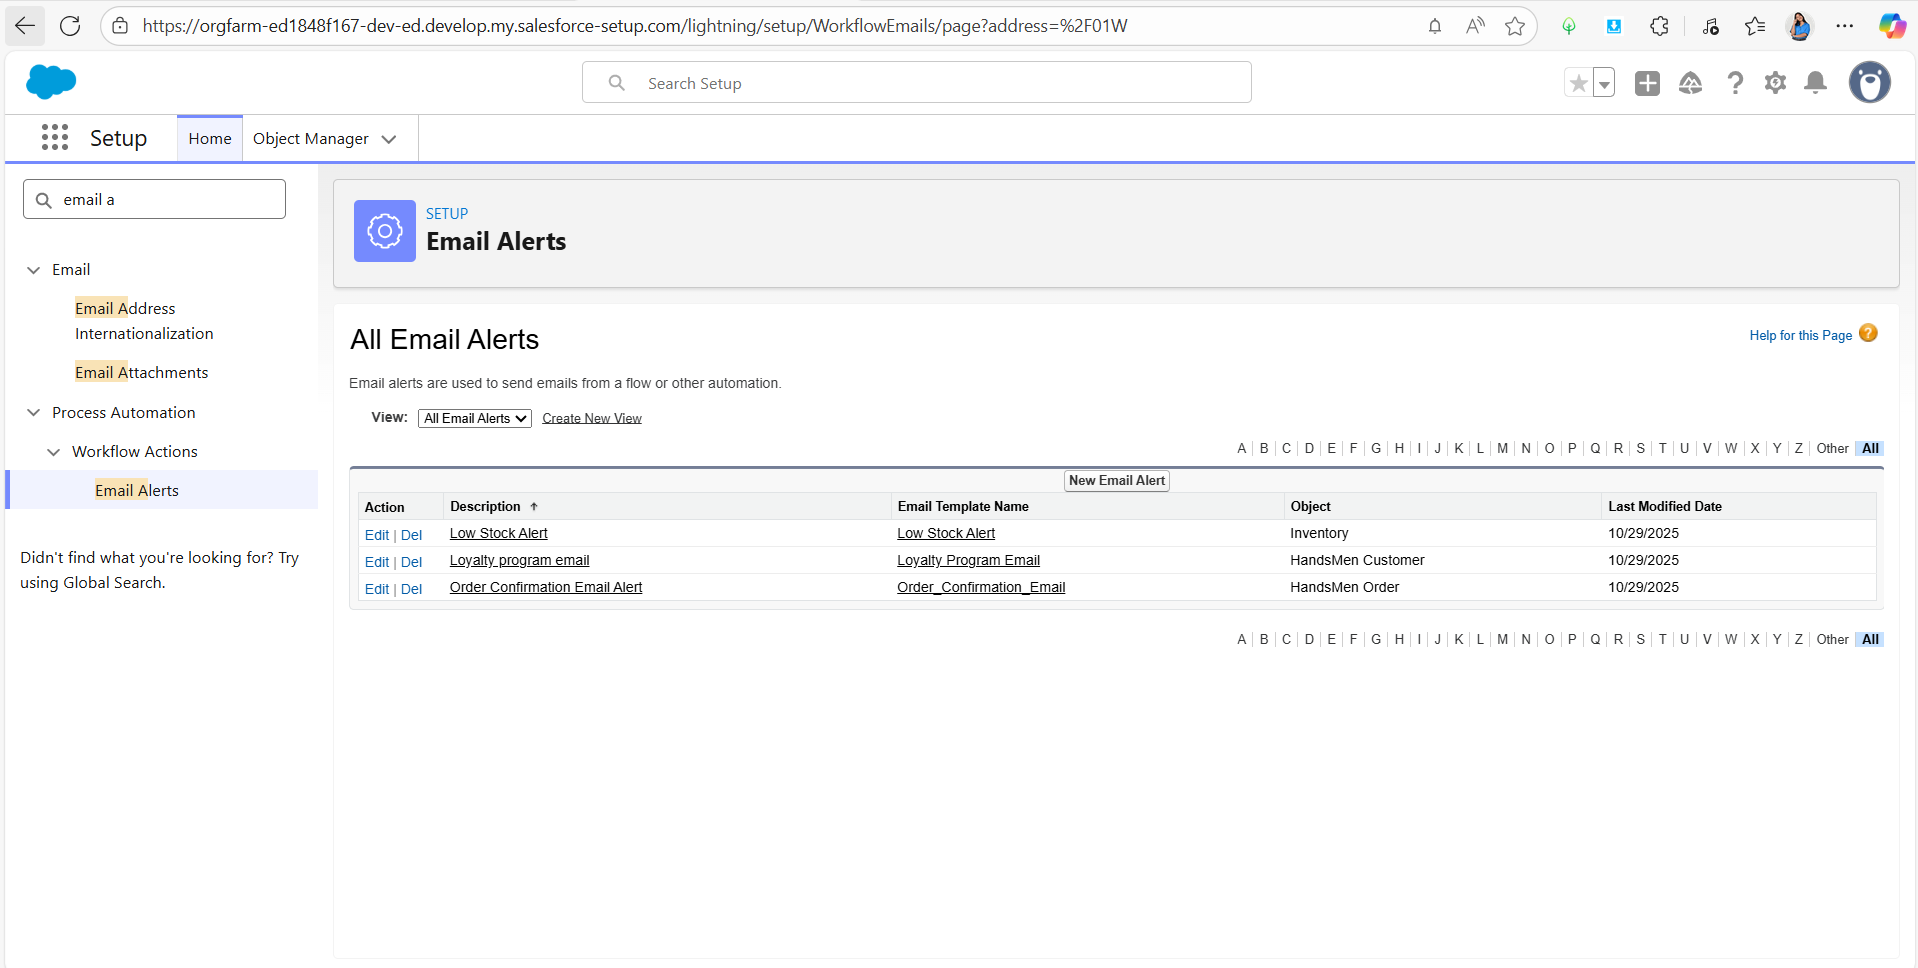 https://orgfarm-ed1848f167-dev-ed.develop.my.salesforce-setup.com/lightning/setup/WorkflowEmails/page?address=%2F01W
Search Setup
Setup
Home
Object Manager
email a
SETUP
Email Alerts
Email
Email Address
Internationalization
Email Attachments
Process Automation
Workflow Actions
Email Alerts
Didn't find what you're looking for? Try
using Global Search.
All Email Alerts
Help for this Page
Email alerts are used to send emails from a flow or other automation.
View: All Email Alerts Create New View
A | B | C | D | E | F | G | H | I | J | K | L | M | N | O | P | Q | R | S | T | U | V | W | X | Y | Z | Other | All
New Email Alert
Action Description Email Template Name Object Last Modified Date
Edit | Del Low Stock Alert Low Stock Alert Inventory 10/29/2025
Edit | Del Loyalty program email Loyalty Program Email HandsMen Customer 10/29/2025
Edit | Del Order Confirmation Email Alert Order_Confirmation_Email HandsMen Order 10/29/2025
A | B | C | D | E | F | G | H | I | J | K | L | M | N | O | P | Q | R | S | T | U | V | W | X | Y | Z | Other | All